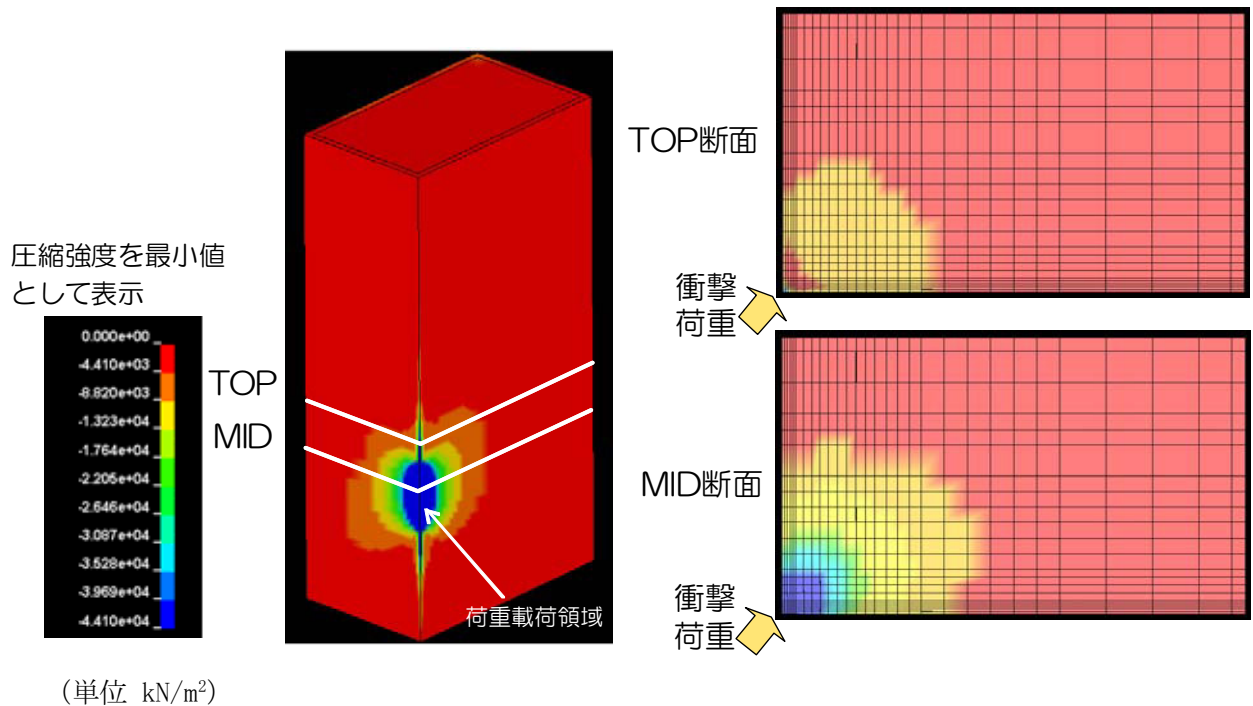 圧縮強度を最小値
として表示
0.000e+00
-4.410e+03
-8.820e+03
-1.323e+04
-1.764e+04
-2.205e+04
-2.646e+04
-3.087e+04
-3.528e+04
-3.969e+04
-4.410e+04
(単位 kN/m²)
TOP
MID
荷重載荷領域
TOP断面
衝撃
荷重
MID断面
衝撃
荷重